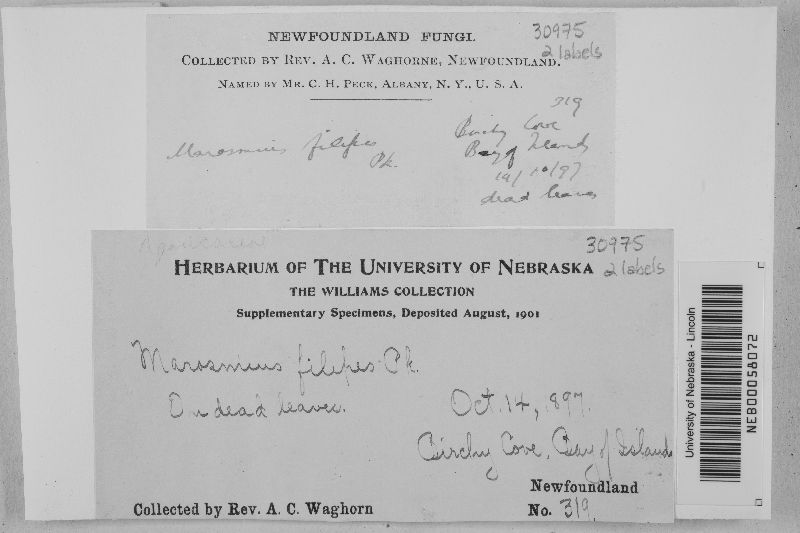 NEWFOUNDLAND FUNGI.
30975
2 labels
COLLECTED BY REV. A. C. WAGHORNE, NEWFOUNDLAND.
NAMED BY MR. C. H. PECK, ALBANY, N. Y., U. S. A.
319
Marasmius filipes
Pk.
Birchy Cove
Bay of Islands
14/10/97
dead leaves
30975
2 labels
HERBARIUM OF THE UNIVERSITY OF NEBRASKA
THE WILLIAMS COLLECTION
Supplementary Specimens, Deposited August, 1901
Marasmius filipes Pk.
On dead leaves.
Oct. 14, 1897.
Birchy Cove, Bay of Islands
Newfoundland
Collected by Rev. A. C. Waghorn
No. 319.
University of Nebraska - Lincoln
NEB00058072